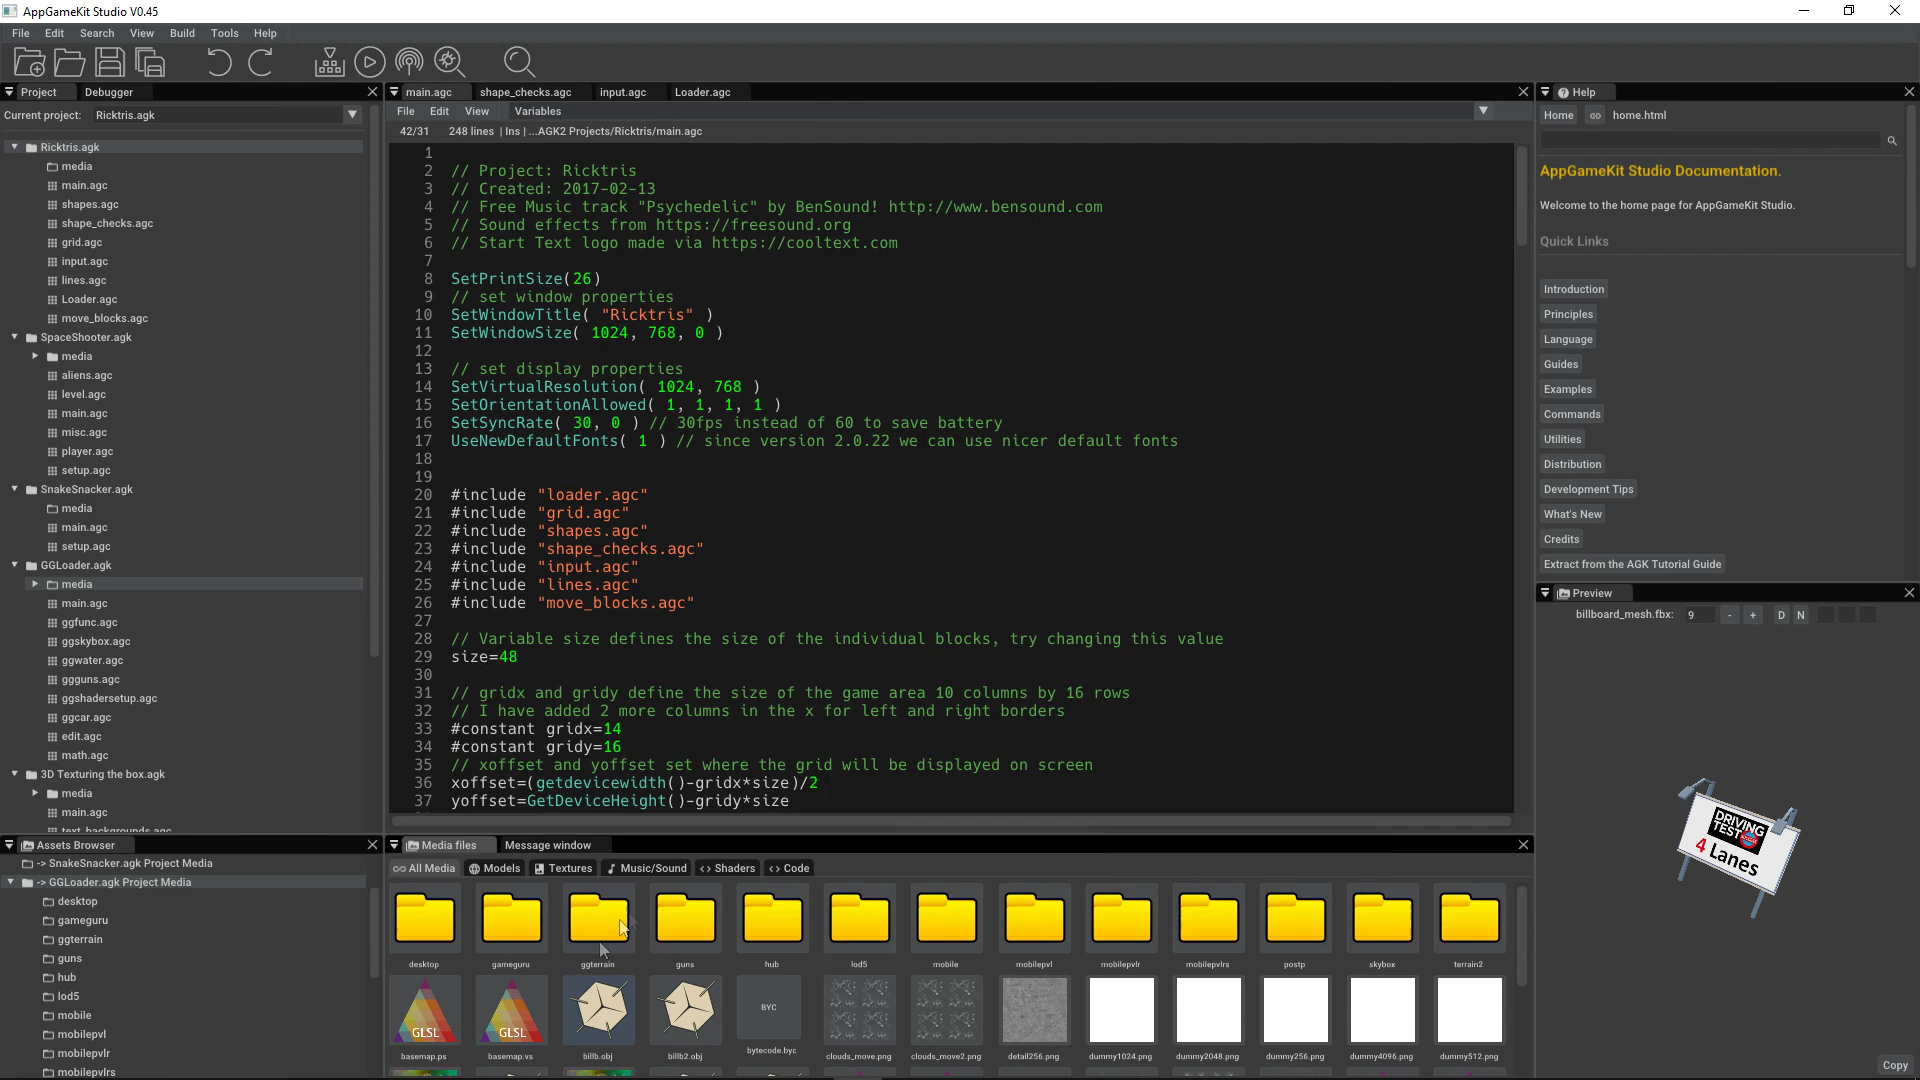 AppGameKit Studio V0.45
File Edit Search View Build Tools Help
Project Debugger
Current project: Ricktris.agk
Ricktris.agk
media
main.agc
shapes.agc
shape_checks.agc
grid.agc
input.agc
lines.agc
Loader.agc
move_blocks.agc
SpaceShooter.agk
media
aliens.agc
level.agc
main.agc
misc.agc
player.agc
setup.agc
SnakeSnacker.agk
media
main.agc
setup.agc
GGLoader.agk
media
main.agc
ggfunc.agc
ggskybox.agc
ggwater.agc
ggguns.agc
ggshadersetup.agc
ggcar.agc
edit.agc
math.agc
3D Texturing the box.agk
media
main.agc
text_backgrounds.agc
main.agc shape_checks.agc input.agc Loader.agc
File Edit View Variables
42/31 248 lines | Ins | ...AGK2 Projects/Ricktris/main.agc
1
2 // Project: Ricktris
3 // Created: 2017-02-13
4 // Free Music track "Psychedelic" by BenSound! http://www.bensound.com
5 // Sound effects from https://freesound.org
6 // Start Text logo made via https://cooltext.com
7
8 SetPrintSize(26)
9 // set window properties
10 SetWindowTitle( "Ricktris" )
11 SetWindowSize( 1024, 768, 0 )
12
13 // set display properties
14 SetVirtualResolution( 1024, 768 )
15 SetOrientationAllowed( 1, 1, 1, 1 )
16 SetSyncRate( 30, 0 ) // 30fps instead of 60 to save battery
17 UseNewDefaultFonts( 1 ) // since version 2.0.22 we can use nicer default fonts
18
19
20 #include "loader.agc"
21 #include "grid.agc"
22 #include "shapes.agc"
23 #include "shape_checks.agc"
24 #include "input.agc"
25 #include "lines.agc"
26 #include "move_blocks.agc"
27
28 // Variable size defines the size of the individual blocks, try changing this value
29 size=48
30
31 // gridx and gridy define the size of the game area 10 columns by 16 rows
32 // I have added 2 more columns in the x for left and right borders
33 #constant gridx=14
34 #constant gridy=16
35 // xoffset and yoffset set where the grid will be displayed on screen
36 xoffset=(getdevicewidth()-gridx*size)/2
37 yoffset=GetDeviceHeight()-gridy*size
Help
Home home.html
AppGameKit Studio Documentation.
Welcome to the home page for AppGameKit Studio.
Quick Links
Introduction
Principles
Language
Guides
Examples
Commands
Utilities
Distribution
Development Tips
What's New
Credits
Extract from the AGK Tutorial Guide
Preview
billboard_mesh.fbx: 9 - + D N
DRIVING
TEST
4 Lanes
Copy
Assets Browser
-> SnakeSnacker.agk Project Media
-> GGLoader.agk Project Media
desktop
gameguru
ggterrain
guns
hub
lod5
mobile
mobilepvl
mobilepvlr
mobilepvlrs
Media files Message window
All Media Models Textures Music/Sound Shaders Code
desktop gameguru ggterrain guns hub lod5 mobile mobilepvl mobilepvlr mobilepvlrs postp skybox terrain2
GLSL GLSL BYC
basemap.ps basemap.vs billb.obj billb2.obj bytecode.byc clouds_move.png clouds_move2.png detail256.png dummy1024.png dummy2048.png dummy256.png dummy4096.png dummy512.png